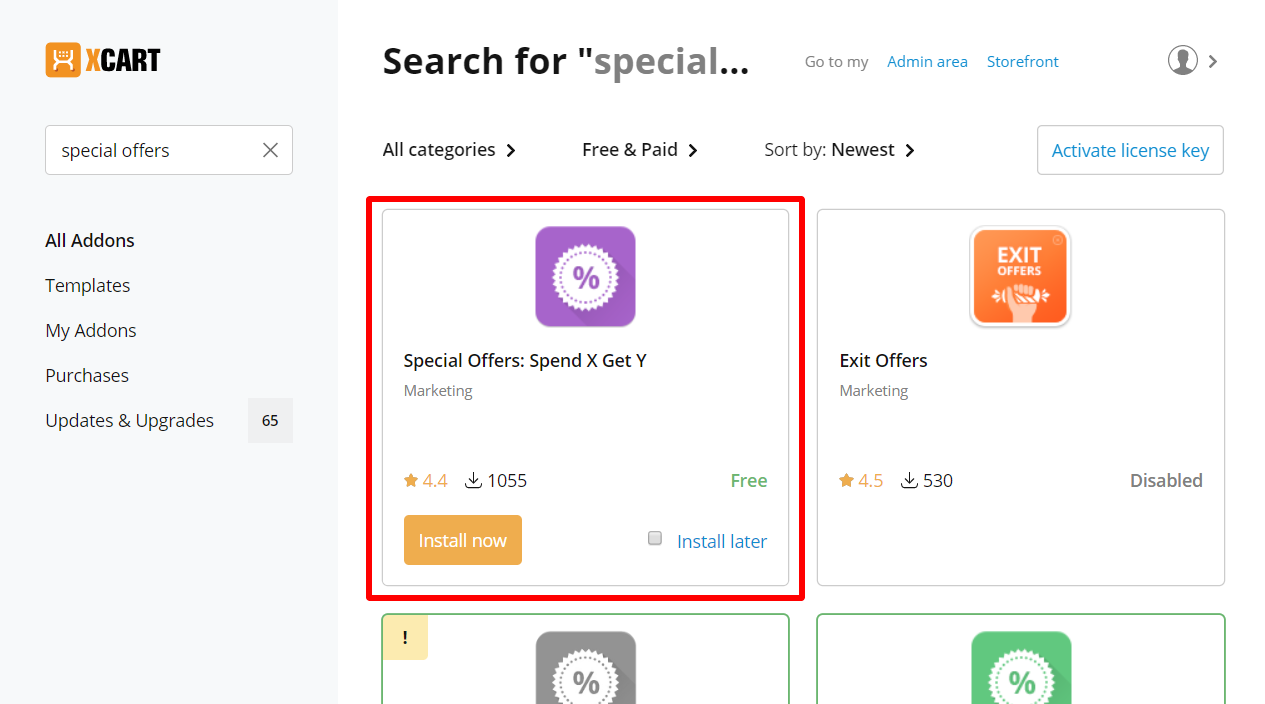 XCART
Search for "special...
Go to my Admin area Storefront
special offers
All categories Free & Paid Sort by: Newest Activate license key
All Addons
Templates
My Addons
Purchases
Updates & Upgrades 65
%
Special Offers: Spend X Get Y
Marketing
4.4 1055 Free
Install now Install later
EXIT
OFFERS
Exit Offers
Marketing
4.5 530 Disabled
!
%
%